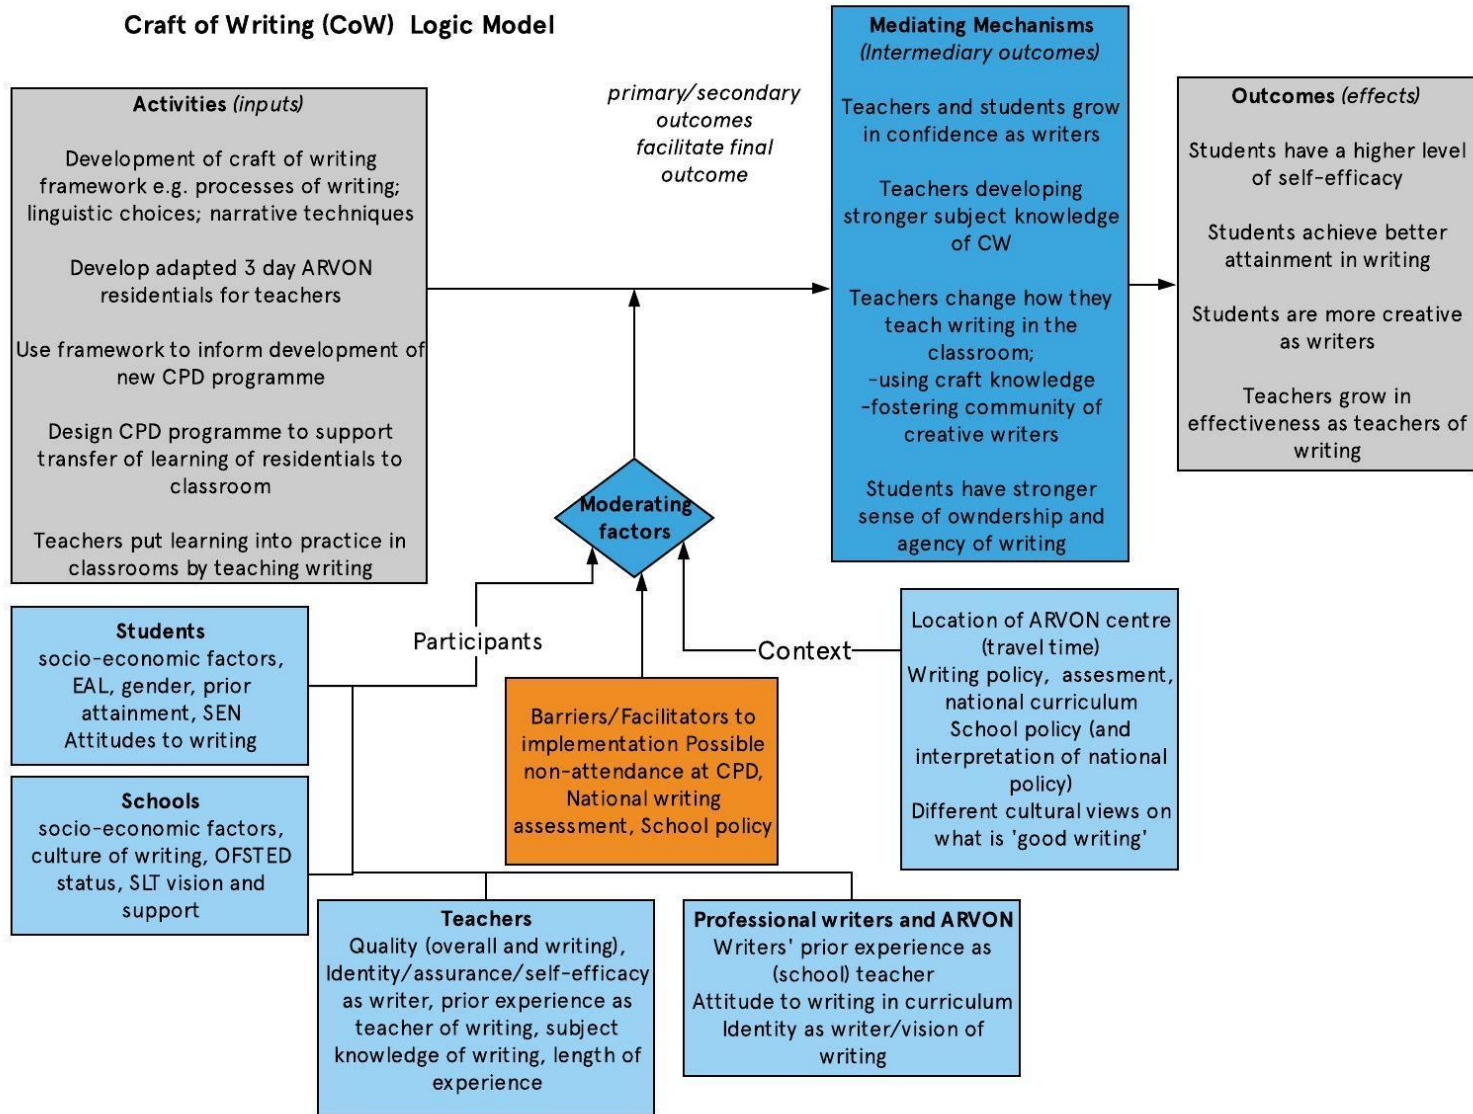 Craft of Writing (CoW) Logic Model
Activities (inputs)
Development of craft of writing
framework e.g. processes of writing;
linguistic choices; narrative techniques
Develop adapted 3 day ARVON
residentials for teachers
Use framework to inform development of
new CPD programme
Design CPD programme to support
transfer of learning of residentials to
classroom
Teachers put learning into practice in
classrooms by teaching writing
primary/secondary
outcomes
facilitate final
outcome
Mediating Mechanisms
(Intermediary outcomes)
Teachers and students grow
in confidence as writers
Teachers developing
stronger subject knowledge
of CW
Teachers change how they
teach writing in the
classroom;
-using craft knowledge
-fostering community of
creative writers
Students have stronger
sense of owndership and
agency of writing
Outcomes (effects)
Students have a higher level
of self-efficacy
Students achieve better
attainment in writing
Students are more creative
as writers
Teachers grow in
effectiveness as teachers of
writing
Moderating
factors
Students
socio-economic factors,
EAL, gender, prior
attainment, SEN
Attitudes to writing
Participants
Context
Location of ARVON centre
(travel time)
Writing policy, assesment,
national curriculum
School policy (and
interpretation of national
policy)
Different cultural views on
what is 'good writing'
Barriers/Facilitators to
implementation Possible
non-attendance at CPD,
National writing
assessment, School policy
Schools
socio-economic factors,
culture of writing, OFSTED
status, SLT vision and
support
Teachers
Quality (overall and writing),
Identity/assurance/self-efficacy
as writer, prior experience as
teacher of writing, subject
knowledge of writing, length of
experience
Professional writers and ARVON
Writers' prior experience as
(school) teacher
Attitude to writing in curriculum
Identity as writer/vision of
writing